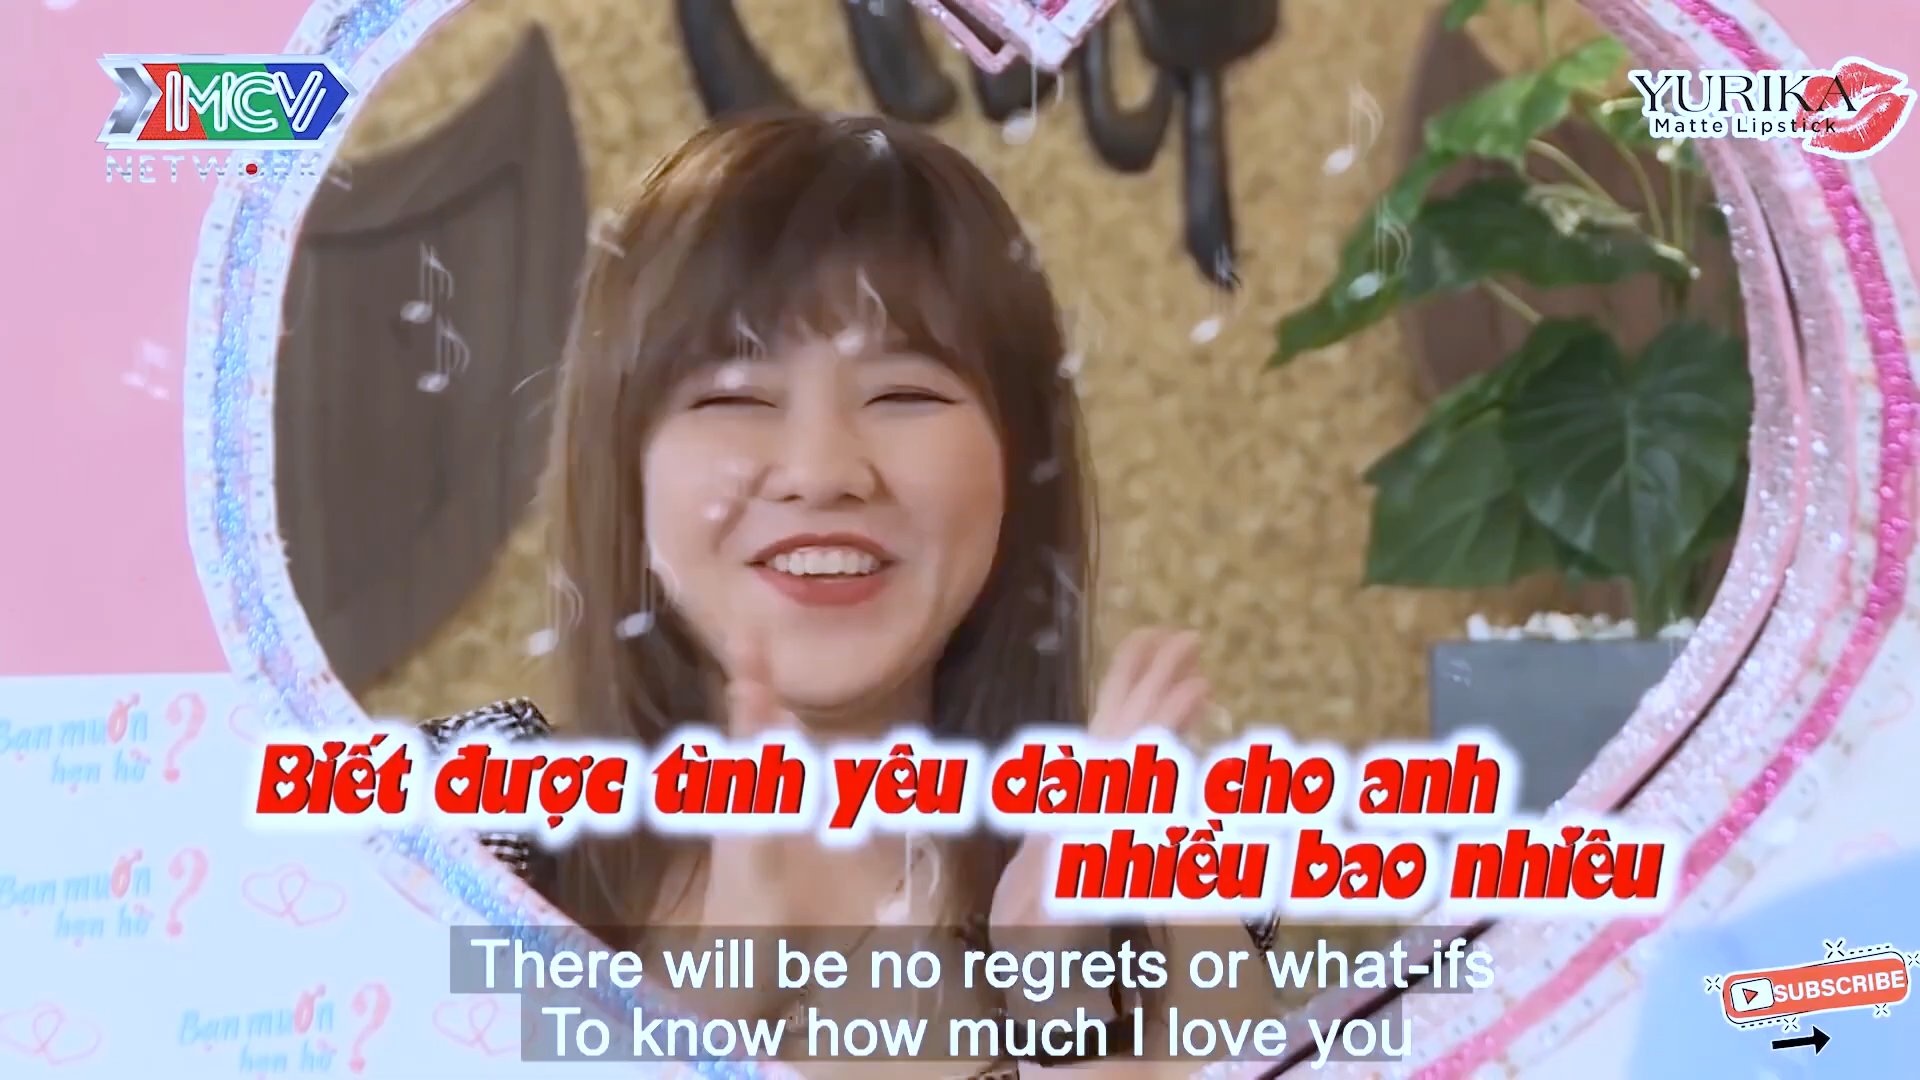 MCV
NETWORK
YURIKA
Matte Lipstick
Bạn muốn
hẹn hò ?
Biết được tình yêu dành cho anh
nhiều bao nhiêu
Bạn muốn
hẹn hò ?
There will be no regrets or what-ifs
To know how much I love you
SUBSCRIBE
Bạn muốn
hẹn hò ?